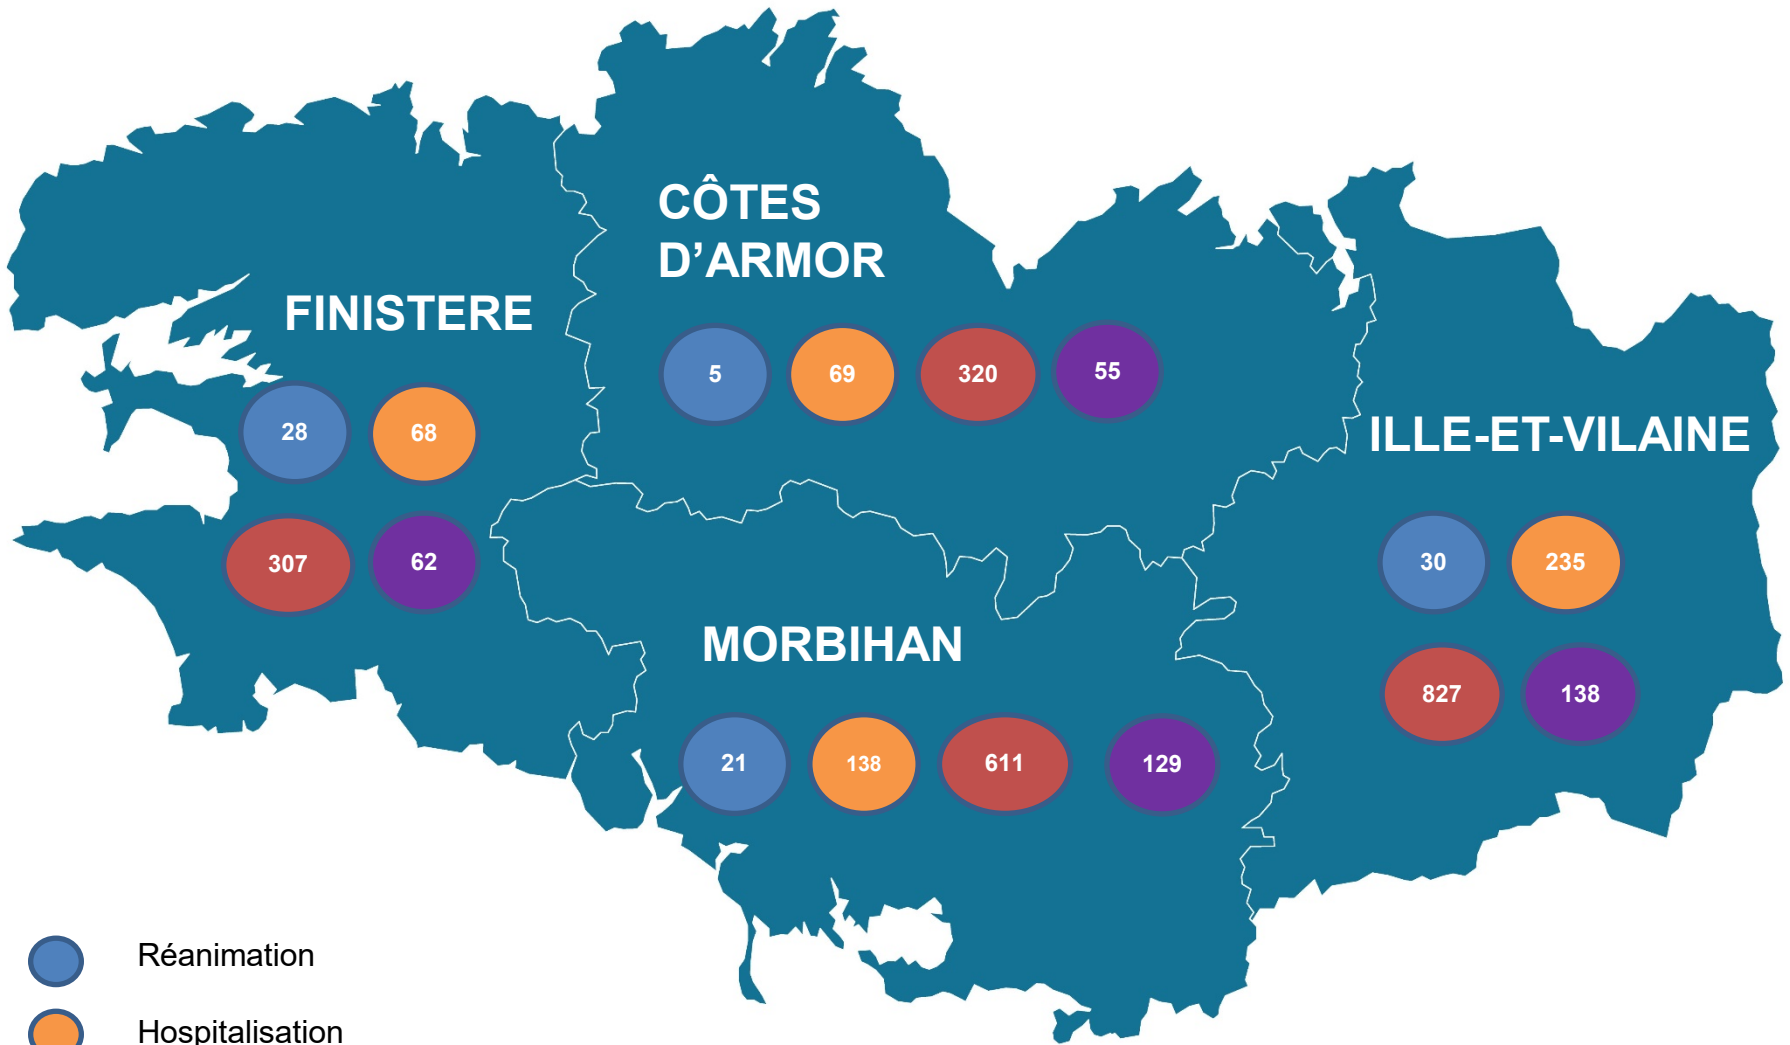 CÔTES
D’ARMOR
5 69 320 55
FINISTERE
28 68
307 62
ILLE-ET-VILAINE
30 235
827 138
MORBIHAN
21 138 611 129
Réanimation
Hospitalisation